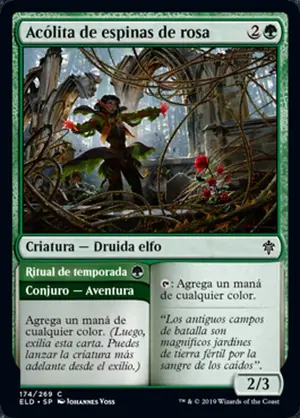 Acólita de espinas de rosa 2
Criatura — Druida elfo
Ritual de temporada
Conjuro — Aventura
Agrega un maná de cualquier color. (Luego, exilia esta carta. Puedes lanzar la criatura más adelante desde el exilio.)
: Agrega un maná
de cualquier color.
"Los antiguos campos
de batalla son
magníficos jardines
de tierra fértil por la
sangre de los caídos".
2/3
174/269 C
ELD • SP Johannes Voss
™ & © 2019 Wizards of the Coast